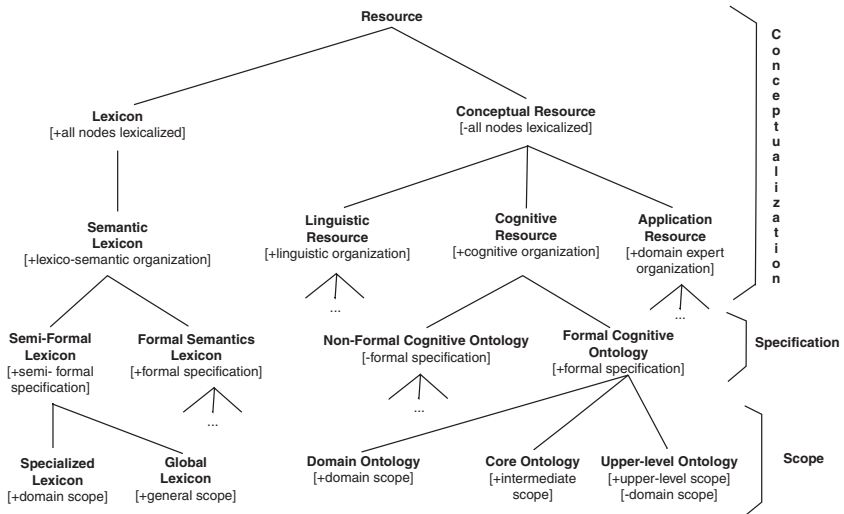 Resource
Lexicon
[+all nodes lexicalized]
Conceptual Resource
[-all nodes lexicalized]
Semantic
Lexicon
[+lexico-semantic organization]
Linguistic
Resource
[+linguistic organization]
Cognitive
Resource
[+cognitive organization]
Application
Resource
[+domain expert
organization]
...
...
Conceptualization
Semi-Formal
Lexicon
[+semi- formal
specification]
Formal Semantics
Lexicon
[+formal specification]
...
Non-Formal Cognitive Ontology
[-formal specification]
...
Formal Cognitive
Ontology
[+formal specification]
Specification
Specialized
Lexicon
[+domain scope]
Global
Lexicon
[+general scope]
Domain Ontology
[+domain scope]
Core Ontology
[+intermediate
scope]
Upper-level Ontology
[+upper-level scope]
[-domain scope]
Scope